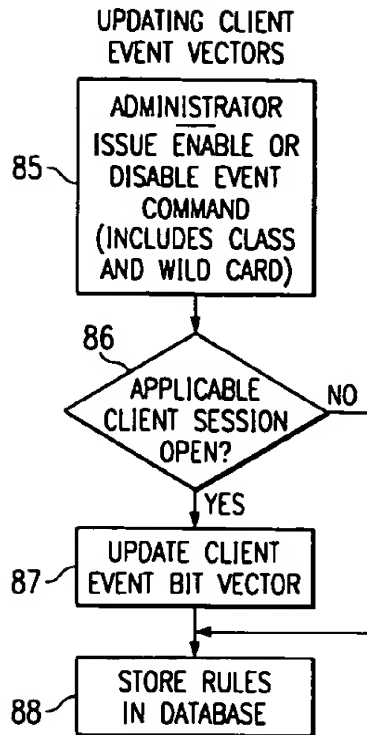 UPDATING CLIENT
EVENT VECTORS
ADMINISTRATOR
ISSUE ENABLE OR
DISABLE EVENT
COMMAND
(INCLUDES CLASS
AND WILD CARD)
85
86
APPLICABLE
CLIENT SESSION
OPEN?
NO
YES
UPDATE CLIENT
EVENT BIT VECTOR
87
STORE RULES
IN DATABASE
88